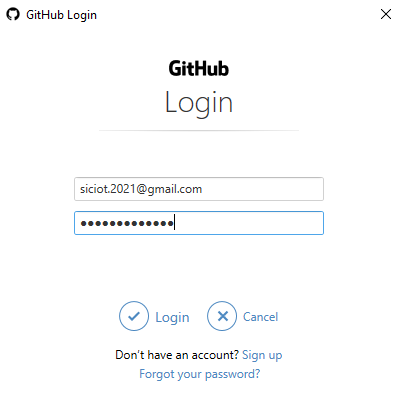 GitHub Login
GitHub
Login
siciot.2021@gmail.com
●●●●●●●●●●●●●
Login Cancel
Don't have an account? Sign up
Forgot your password?